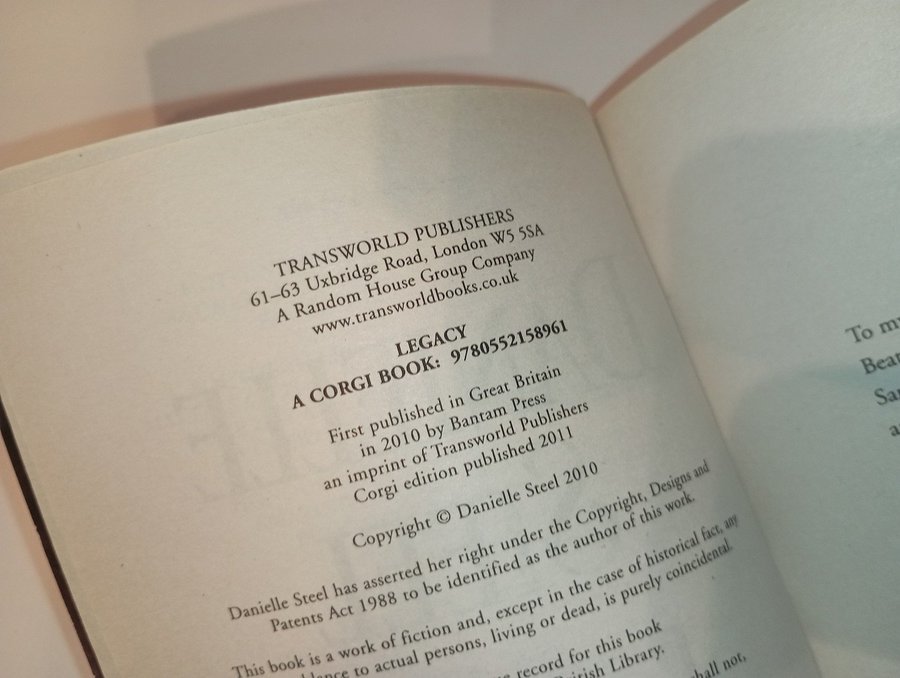 TRANSWORLD PUBLISHERS
61–63 Uxbridge Road, London W5 5SA
A Random House Group Company
www.transworldbooks.co.uk
LEGACY
A CORGI BOOK: 9780552158961
First published in Great Britain
in 2010 by Bantam Press
an imprint of Transworld Publishers
Corgi edition published 2011
Copyright © Danielle Steel 2010
Danielle Steel has asserted her right under the Copyright, Designs and
Patents Act 1988 to be identified as the author of this work.
This book is a work of fiction and, except in the case of historical fact, any
to actual persons, living or dead, is purely coincidental.
record for this book
Library.
shall not,
To